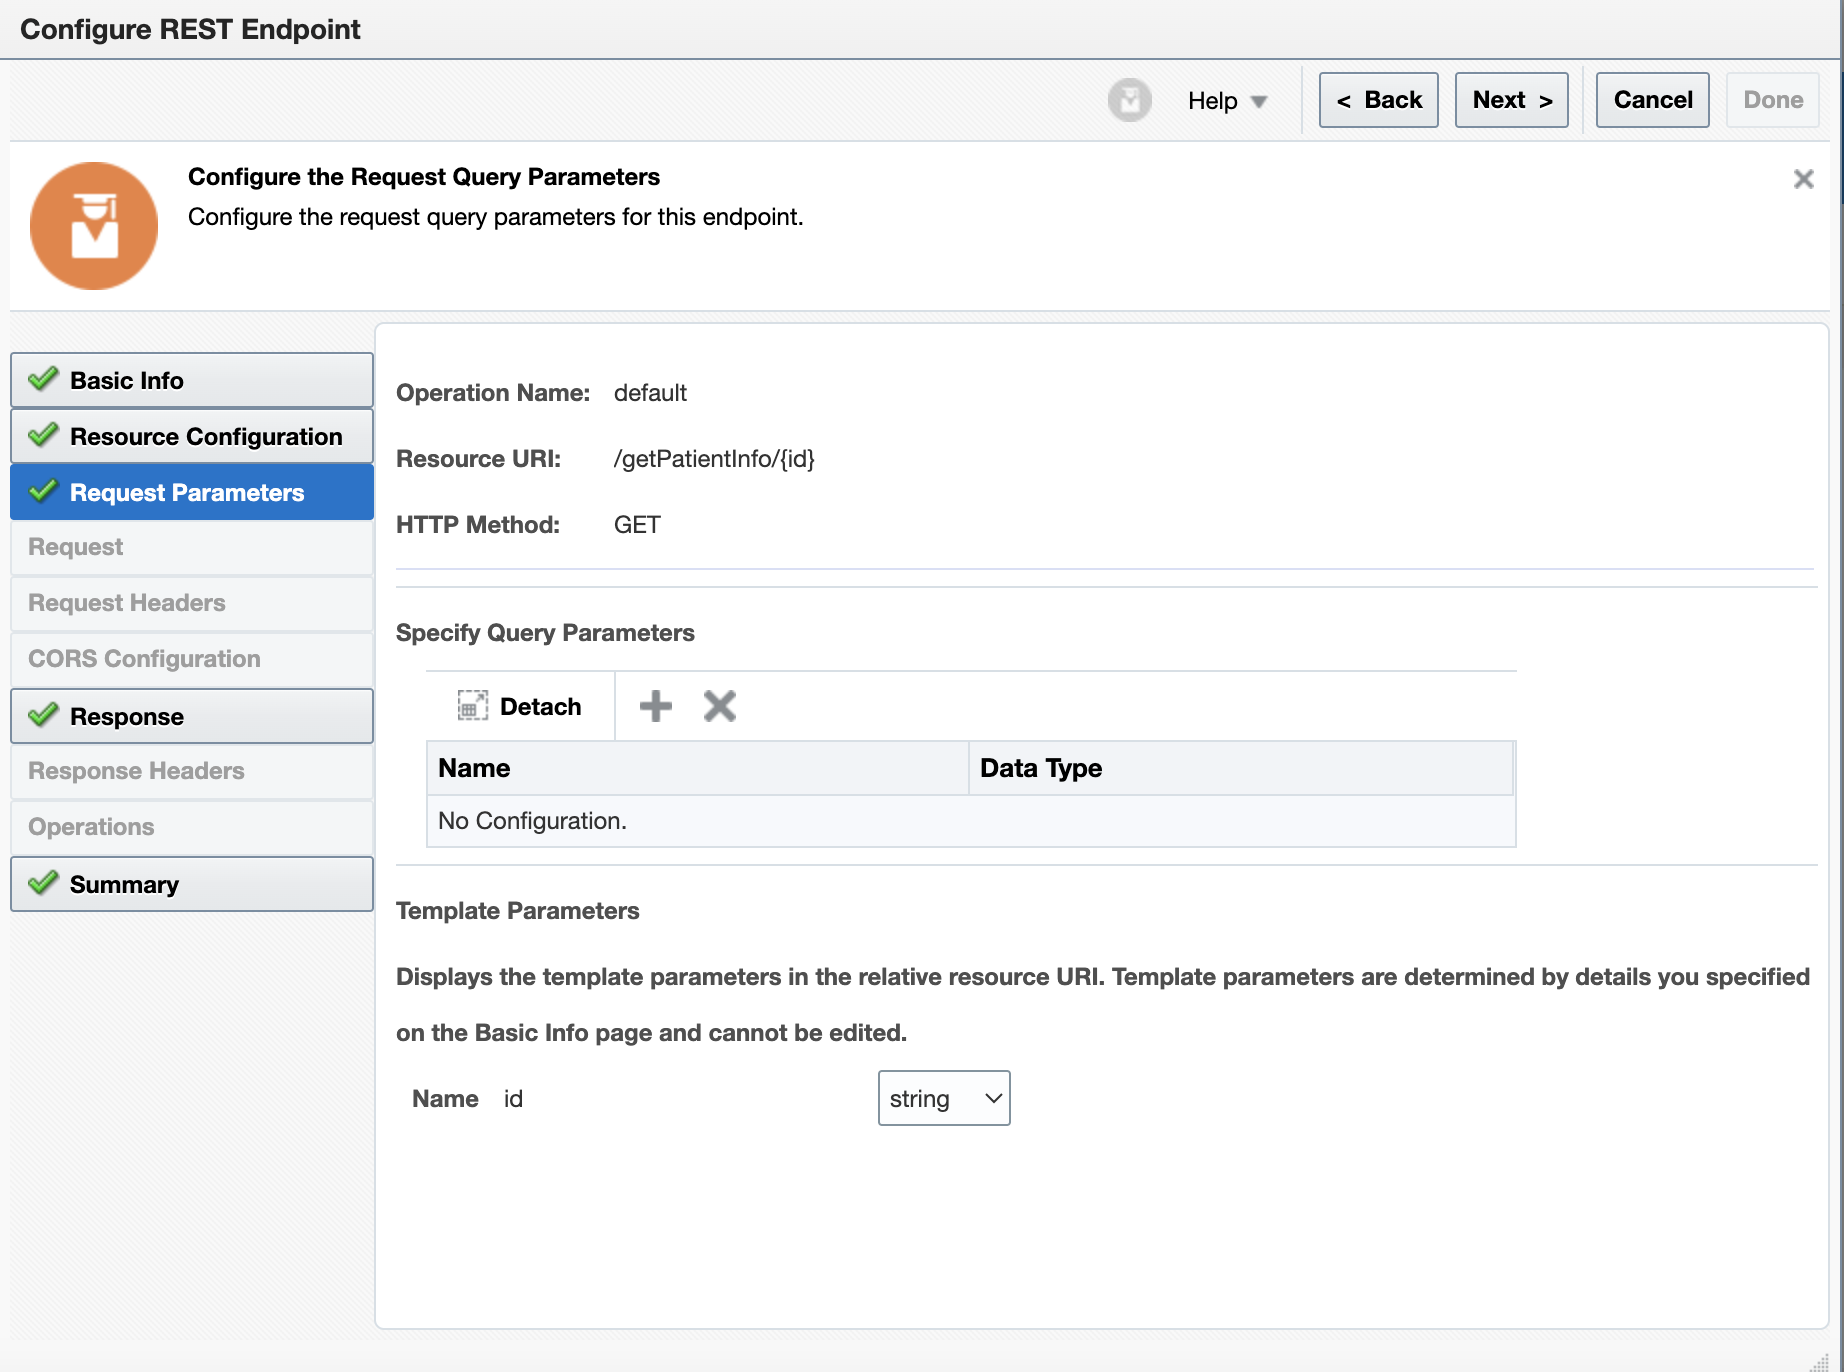 Configure REST Endpoint
Help
< Back
Next >
Cancel
Done
Configure the Request Query Parameters
Configure the request query parameters for this endpoint.
Basic Info
Resource Configuration
Request Parameters
Request
Request Headers
CORS Configuration
Response
Response Headers
Operations
Summary
Operation Name: default
Resource URI: /getPatientInfo/{id}
HTTP Method: GET
Specify Query Parameters
Detach
Name Data Type
No Configuration.
Template Parameters
Displays the template parameters in the relative resource URI. Template parameters are determined by details you specified
on the Basic Info page and cannot be edited.
Name id string